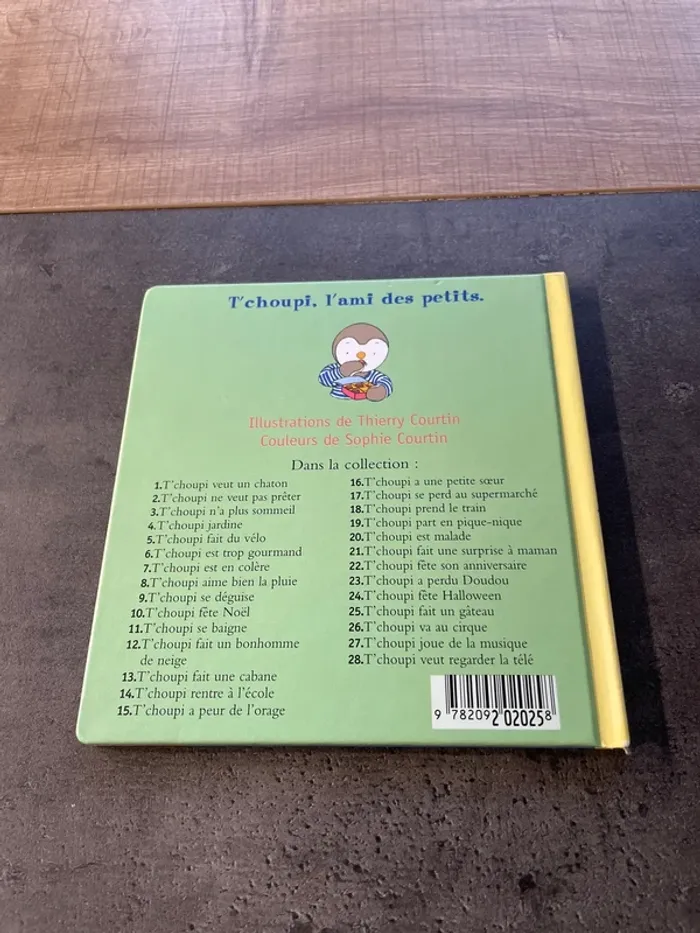 T'choupi, l'ami des petits.
Illustrations de Thierry Courtin
Couleurs de Sophie Courtin
Dans la collection :
1.T'choupi veut un chaton
2.T'choupi ne veut pas prêter
3.T'choupi n'a plus sommeil
4.T'choupi jardine
5.T'choupi fait du vélo
6.T'choupi est trop gourmand
7.T'choupi est en colère
8.T'choupi aime bien la pluie
9.T'choupi se déguise
10.T'choupi fête Noël
11.T'choupi se baigne
12.T'choupi fait un bonhomme
de neige
13.T'choupi fait une cabane
14.T'choupi rentre à l'école
15.T'choupi a peur de l'orage
16.T'choupi a une petite sœur
17.T'choupi se perd au supermarché
18.T'choupi prend le train
19.T'choupi part en pique-nique
20.T'choupi est malade
21.T'choupi fait une surprise à maman
22.T'choupi fête son anniversaire
23.T'choupi a perdu Doudou
24.T'choupi fête Halloween
25.T'choupi fait un gâteau
26.T'choupi va au cirque
27.T'choupi joue de la musique
28.T'choupi veut regarder la télé
9 782092 020258